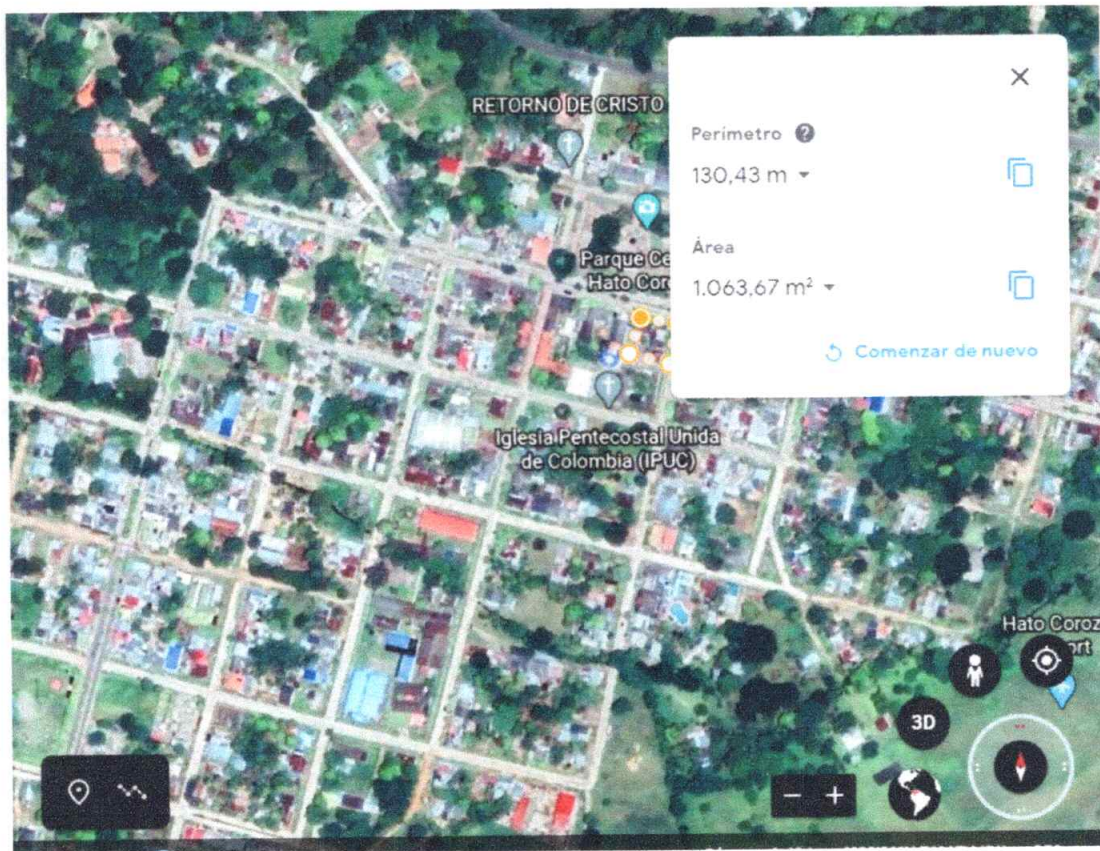 RETORNO DE CRISTO
Parque Ce
Hato Coro
Iglesia Pentecostal Unida
de Colombia (IPUC)
Perímetro ?
130,43 m
Área
1.063,67 m²
Comenzar de nuevo
Hato Coroz
ort
3D
− +